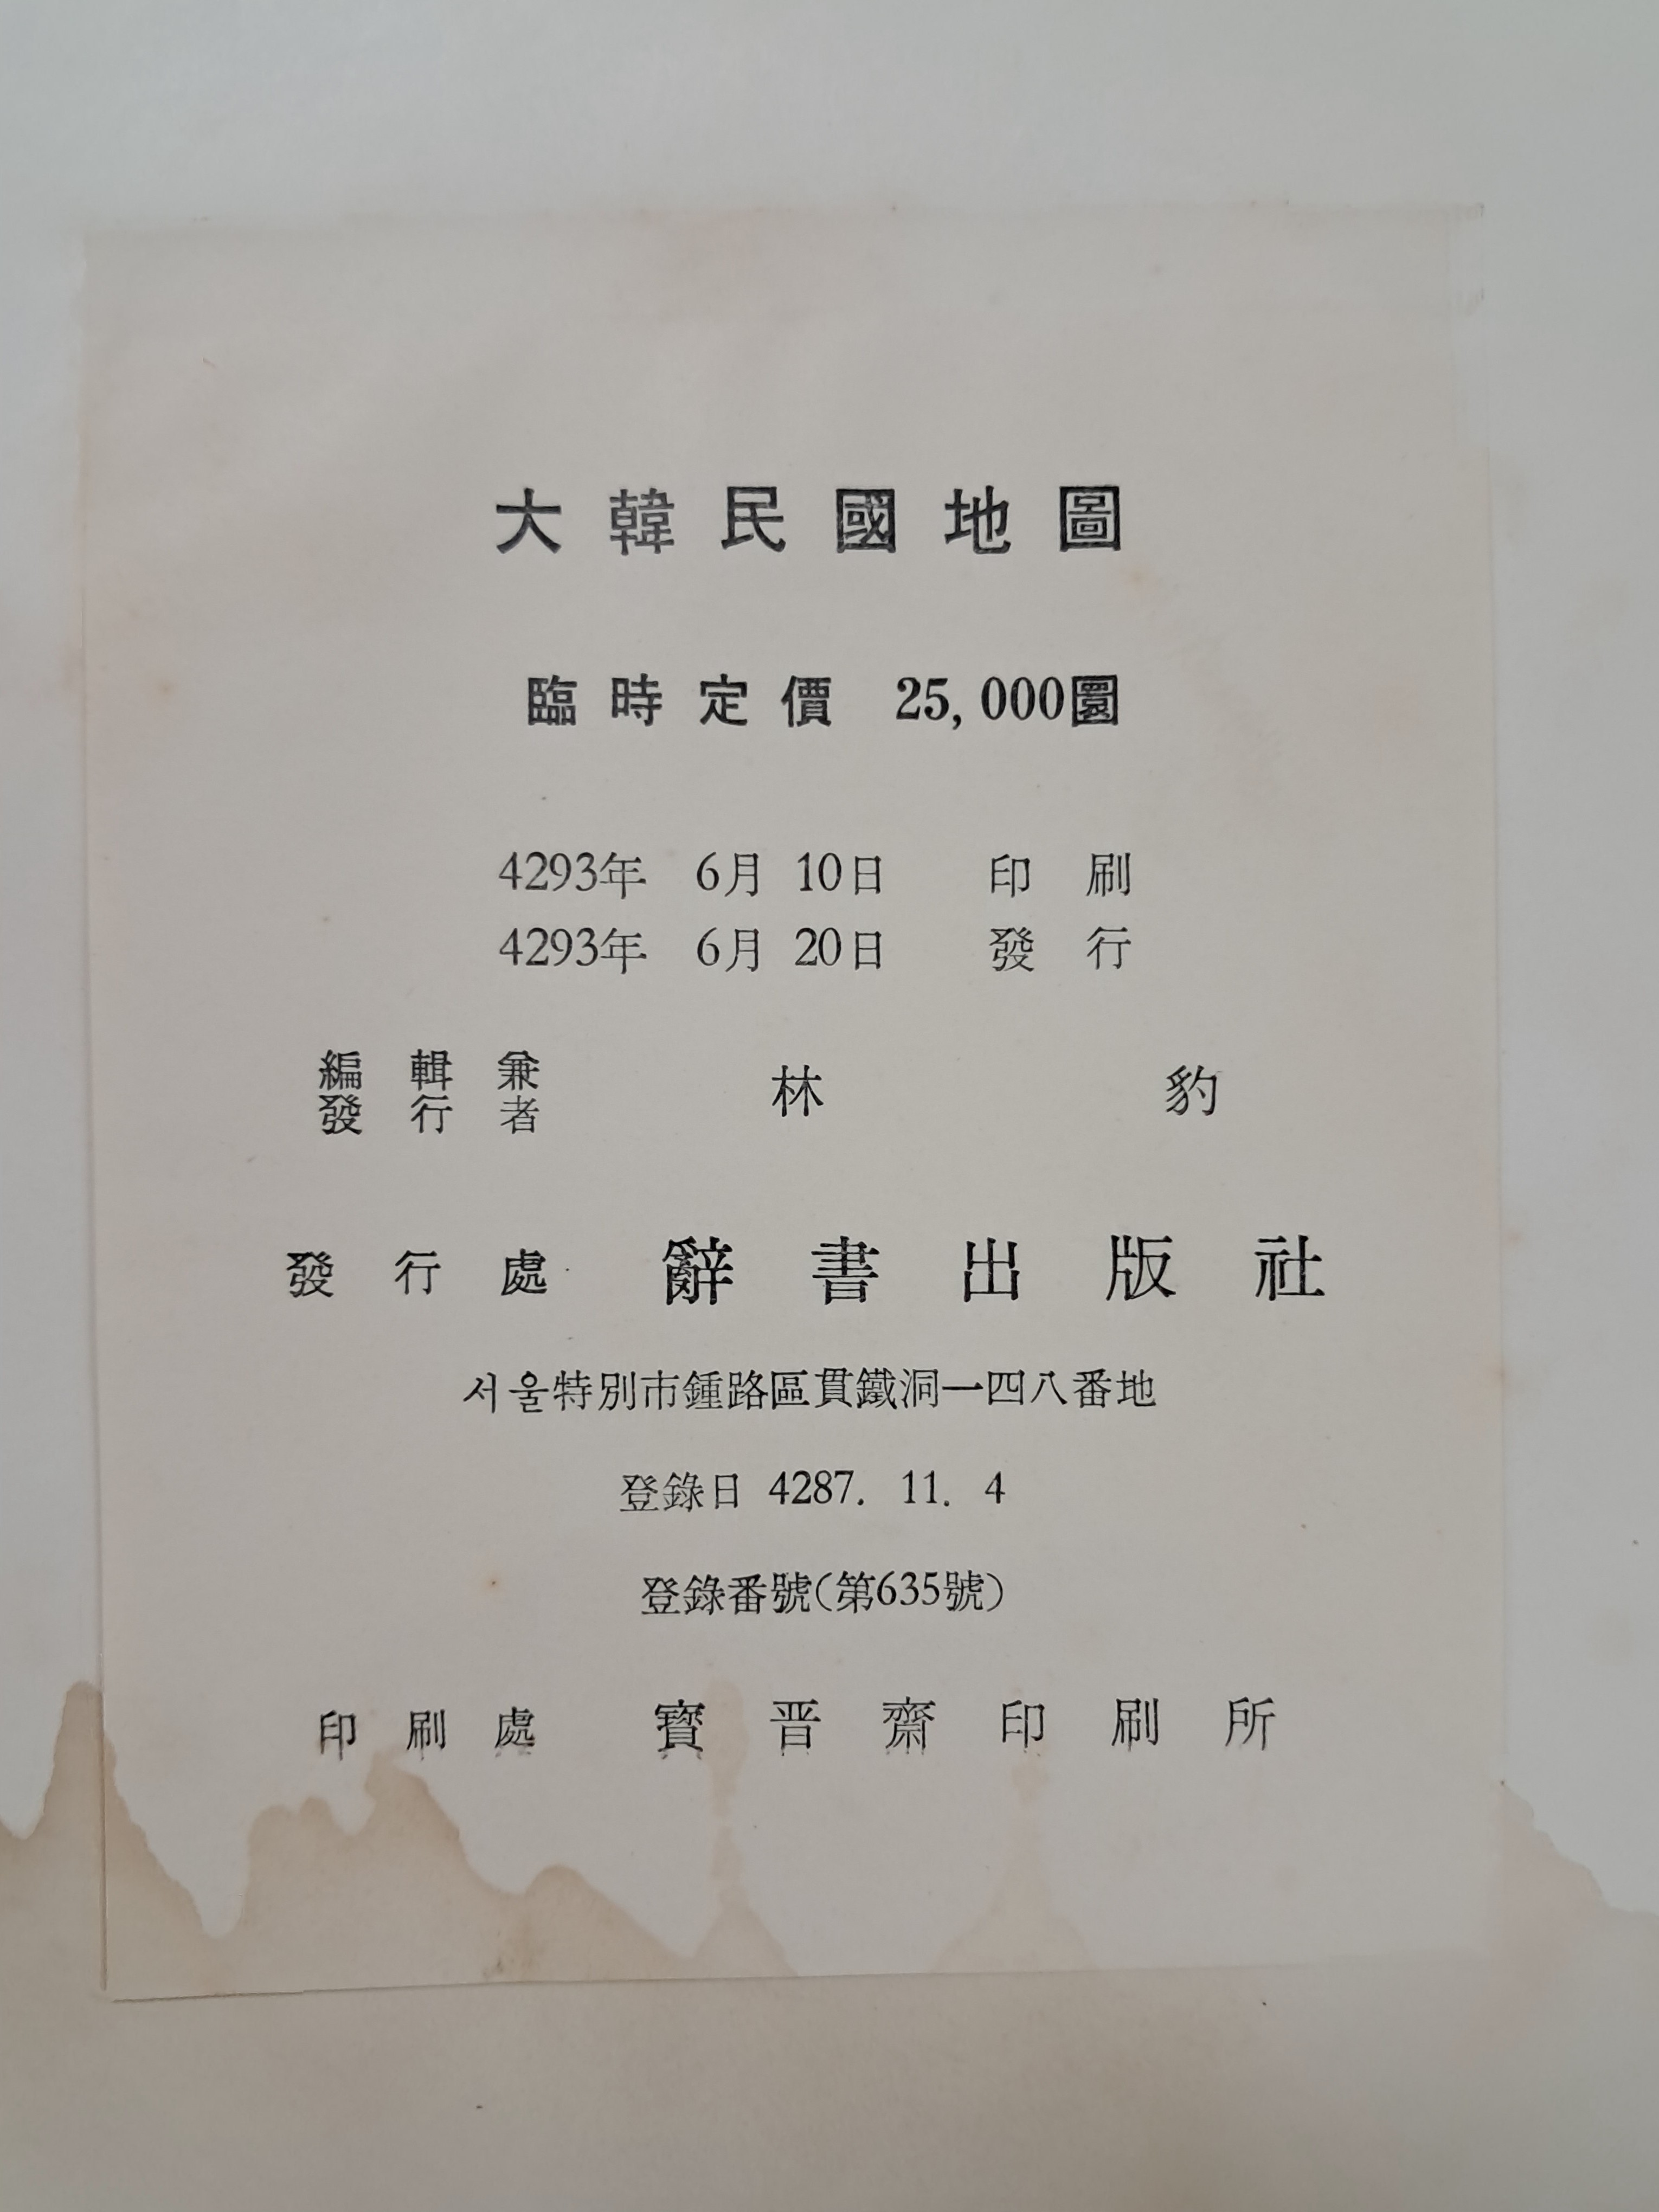 大韓民國地圖
臨時定價 25,000圜
4293年 6月 10日 印刷
4293年 6月 20日 發行
編輯兼
發行者 林豹
發行處 辭書出版社
서울特別市鍾路區貫鐵洞一四八番地
登錄日 4287. 11. 4
登錄番號(第635號)
印刷處 寶晋齋印刷所